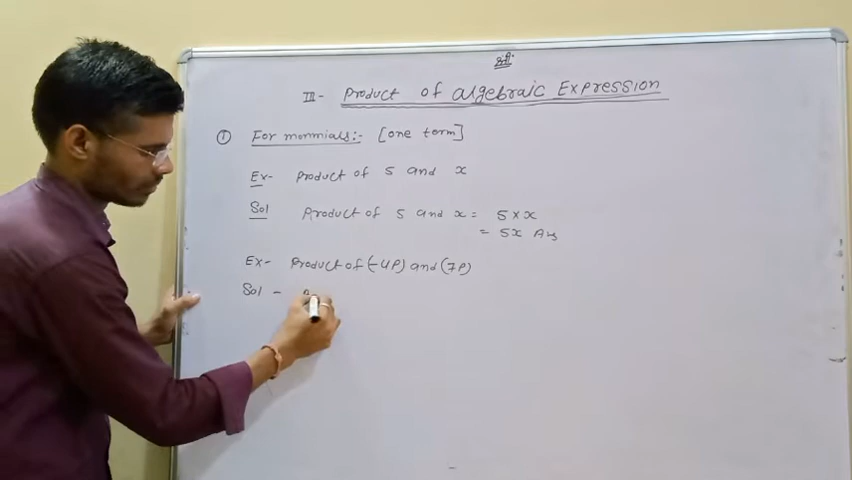 श्री
III- Product of algebraic Expression
① For monmials:- [one term]
Ex- Product of 5 and x
Sol Product of 5 and x = 5 × x
= 5x Ans
Ex- Product of (-4P) and (7P)
Sol -